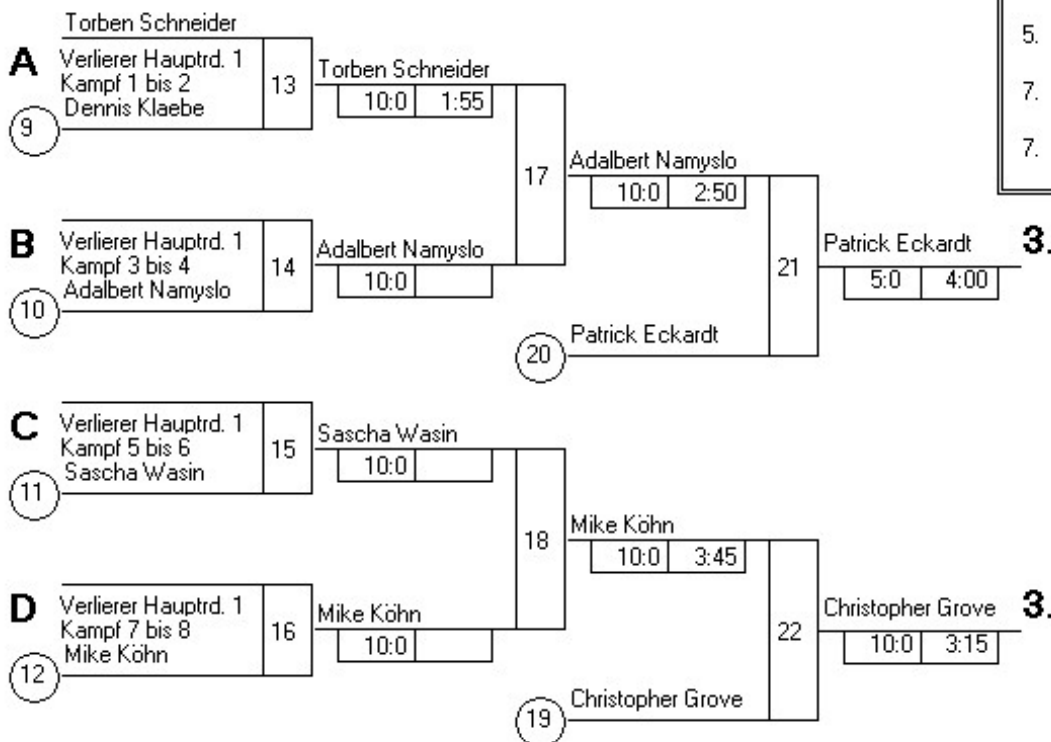 Torben Schneider
A
Verlierer Hauptrd. 1
Kampf 1 bis 2
Dennis Klaebe
9
13
Torben Schneider
10:0 1:55
B
Verlierer Hauptrd. 1
Kampf 3 bis 4
Adalbert Namyslo
10
14
Adalbert Namyslo
10:0
17
Adalbert Namyslo
10:0 2:50
20
Patrick Eckardt
21
Patrick Eckardt
5:0 4:00
3.
C
Verlierer Hauptrd. 1
Kampf 5 bis 6
Sascha Wasin
11
15
Sascha Wasin
10:0
D
Verlierer Hauptrd. 1
Kampf 7 bis 8
Mike Köhn
12
16
Mike Köhn
10:0
18
Mike Köhn
10:0 3:45
19
Christopher Grove
22
Christopher Grove
10:0 3:15
3.
5.
7.
7.